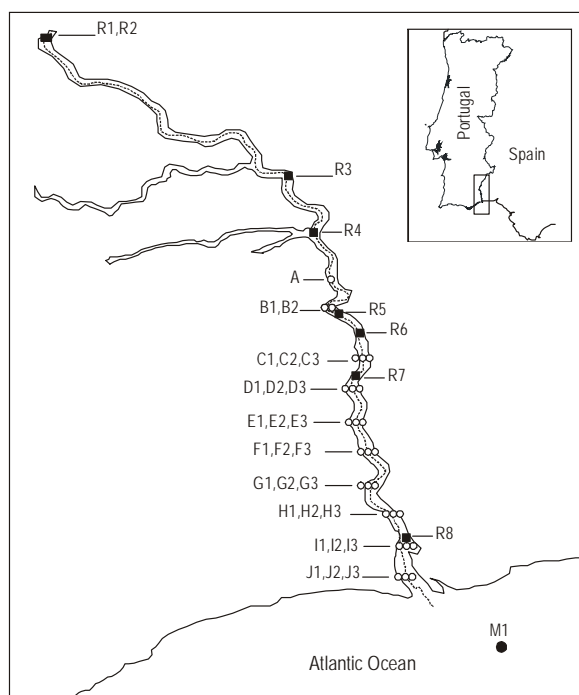 R1,R2
Portugal
Spain
R3
R4
A
B1,B2
R5
R6
C1,C2,C3
R7
D1,D2,D3
E1,E2,E3
F1,F2,F3
G1,G2,G3
H1,H2,H3
R8
I1,I2,I3
J1,J2,J3
M1
Atlantic Ocean